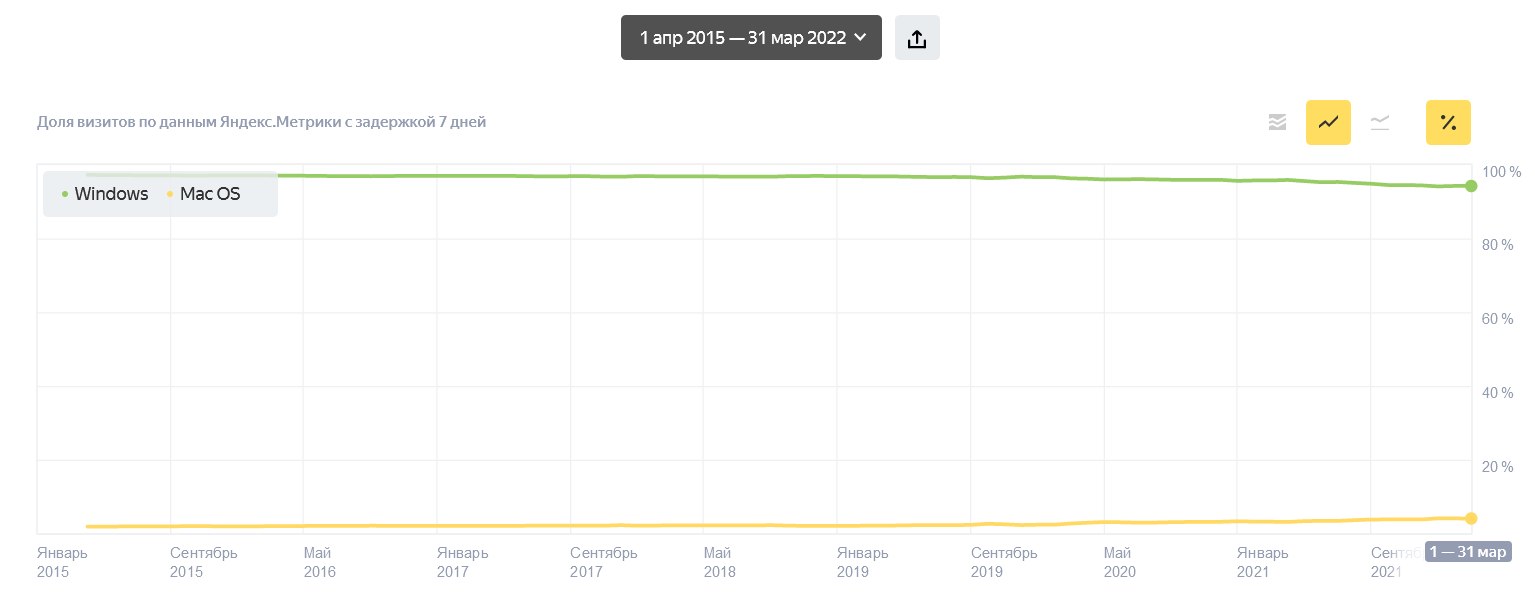 1 апр 2015 — 31 мар 2022
Доля визитов по данным Яндекс.Метрики с задержкой 7 дней
Windows Mac OS
100 %
80 %
60 %
40 %
20 %
Январь 2015
Сентябрь 2015
Май 2016
Январь 2017
Сентябрь 2017
Май 2018
Январь 2019
Сентябрь 2019
Май 2020
Январь 2021
2021
1 — 31 мар